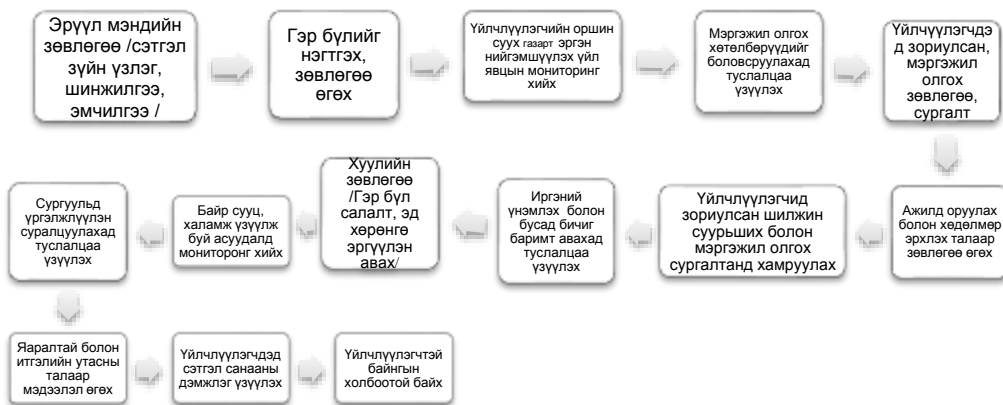 Эрүүл мэндийн
зөвлөгөө /сэтгэл
зүйн үзлэг,
шинжилгээ,
эмчилгээ /
Гэр бүлийг
нэгтгэх,
зөвлөгөө
өгөх
Үйлчлүүлэгчийн оршин
суух газарт эргэн
нийгэмшүүлэх үйл
явцын мониторинг
хийх
Мэргэжил олгох
хөтөлбөрүүдийг
боловсруулахад
туслалцаа
үзүүлэх
Үйлчүүлэгчдэ
д зориулсан,
мэргэжил
олгох
зөвлөгөө,
сургалт
Ажилд оруулах
болон хөдөлмөр
эрхлэх талаар
зөвлөгөө өгөх
Үйлчлүүлэгчид
зориулсан шилжин
суурьших болон
мэргэжил олгох
сургалтанд хамруулах
Иргэний
үнэмлэх болон
бусад бичиг
баримт авахад
туслалцаа
үзүүлэх
Хуулийн
зөвлөгөө
/Гэр бүл
салалт, эд
хөрөнгө
эргүүлэн
авах/
Байр сууц,
халамж үзүүлж
буй асуудалд
мониторонг хийх
Сургуульд
үргэлжлүүлэн
суралцуулахад
туслалцаа
үзүүлэх
Яаралтай болон
итгэлийн утасны
талаар
мэдээлэл өгөх
Үйлчлүүлэгчдэд
сэтгэл санааны
дэмжлэг үзүүлэх
Үйлчлүүлэгчтэй
байнгын
холбоотой байх